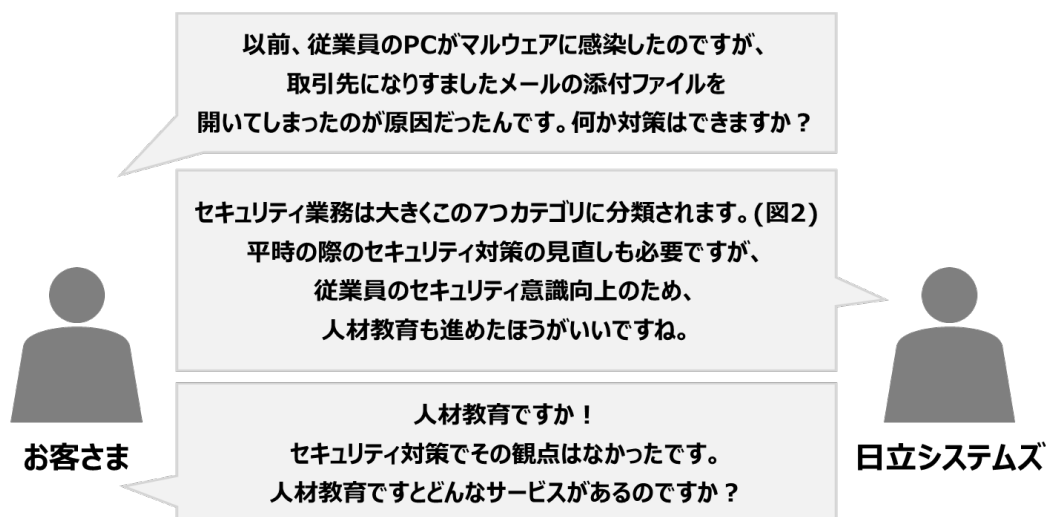 以前、従業員のPCがマルウェアに感染したのですが、
取引先になりすましたメールの添付ファイルを
開いてしまったのが原因だったんです。何か対策はできますか？
セキュリティ業務は大きくこの7つカテゴリに分類されます。(図2)
平時の際のセキュリティ対策の見直しも必要ですが、
従業員のセキュリティ意識向上のため、
人材教育も進めたほうがいいですね。
人材教育ですか！
セキュリティ対策でその観点はなかったです。
人材教育ですとどんなサービスがあるのですか？
お客さま
日立システムズ